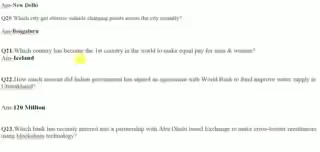 Ans-New Delhi
Q20 Which city got electric vehicle charging points across the city recently?
Ans-Bengaluru
Q21.Which country has become the 1st country in the world to make equal pay for men & women?
Ans-Iceland
Q22.How much amount did Indian government has signed an agreement with World Bank to fund improve water supply in Uttarakhand?
Ans-120 Million
Q23.Which bank has recently entered into a partnership with Abu Dhabi based Exchange to make cross-border remittances using blockchain technology?